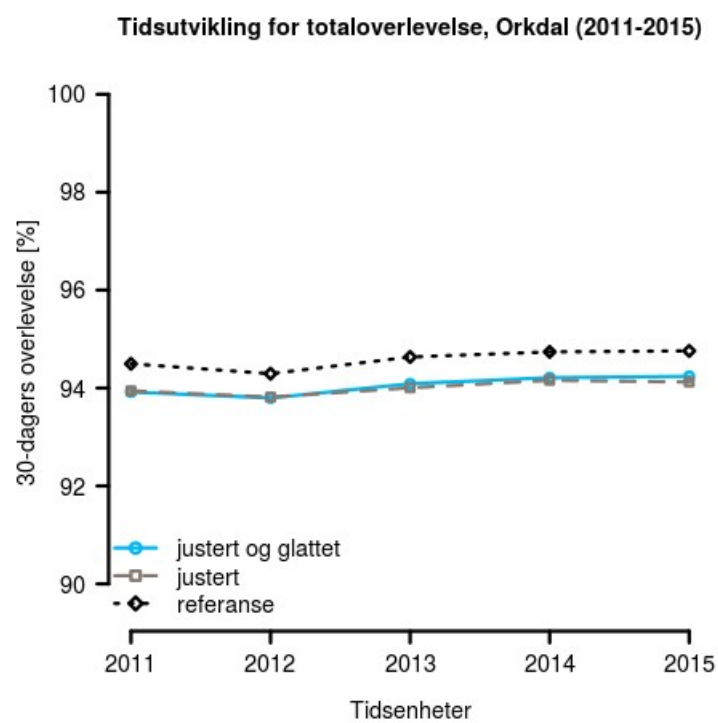 Tidsutvikling for totaloverlevelse, Orkdal (2011-2015)
100
98
96
94
92
90
30-dagers overlevelse [%]
justert og glattet
justert
referanse
2011 2012 2013 2014 2015
Tidsenheter